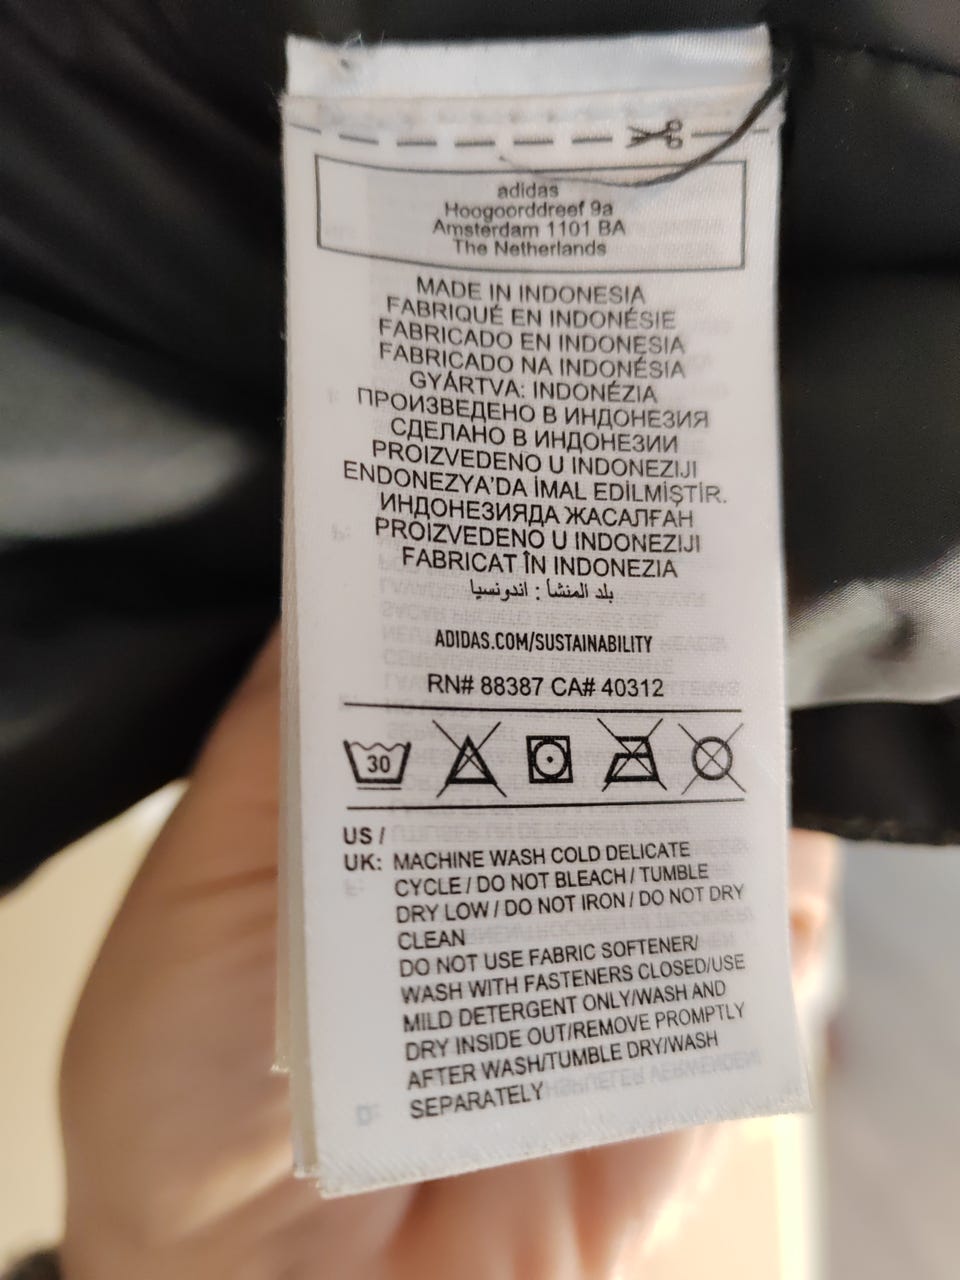 adidas
Hoogoorddreef 9a
Amsterdam 1101 BA
The Netherlands
MADE IN INDONESIA
FABRIQUÉ EN INDONÉSIE
FABRICADO EN INDONESIA
FABRICADO NA INDONÉSIA
GYÁRTVA: INDONÉZIA
ПРОИЗВЕДЕНО В ИНДОНЕЗИЯ
СДЕЛАНО В ИНДОНЕЗИИ
PROIZVEDENO U INDONEZIJI
ENDONEZYA'DA İMAL EDİLMİŞTİR.
ИНДОНЕЗИЯДА ЖАСАЛҒАН
PROIZVEDENO U INDONEZIJI
FABRICAT ÎN INDONEZIA
بلد المنشأ : اندونسيا
ADIDAS.COM/SUSTAINABILITY
RN# 88387 CA# 40312
30
US /
UK: MACHINE WASH COLD DELICATE
CYCLE / DO NOT BLEACH / TUMBLE
DRY LOW / DO NOT IRON / DO NOT DRY
CLEAN
DO NOT USE FABRIC SOFTENER/
WASH WITH FASTENERS CLOSED/USE
MILD DETERGENT ONLY/WASH AND
DRY INSIDE OUT/REMOVE PROMPTLY
AFTER WASH/TUMBLE DRY/WASH
SEPARATELY